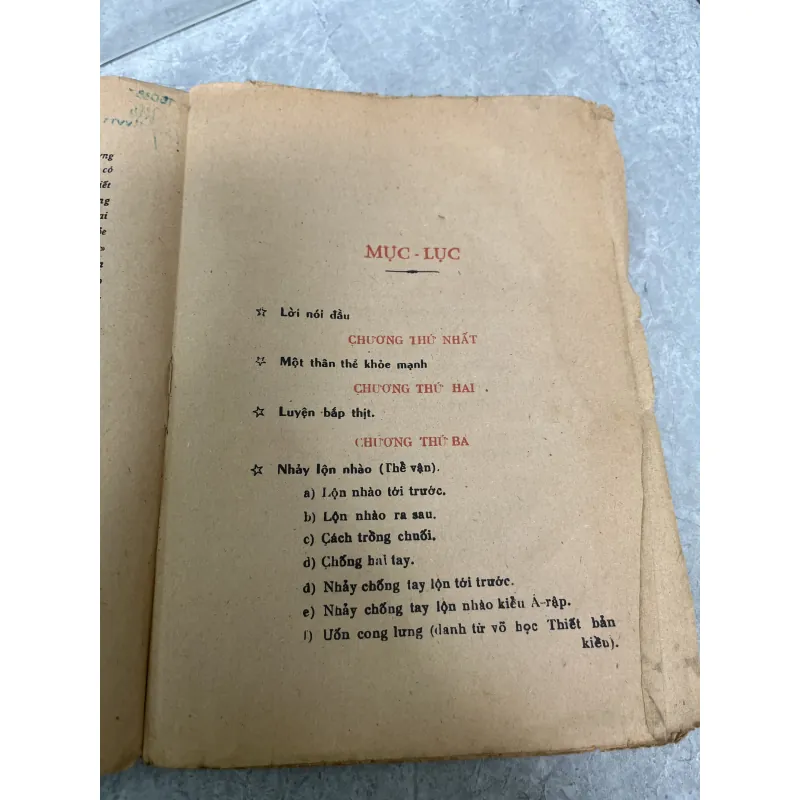 có
MỤC - LỤC
☆ Lời nói đầu
CHƯƠNG THỨ NHẤT
☆ Một thân thể khỏe mạnh
CHƯƠNG THỨ HAI .
☆ Luyện bắp thịt.
CHƯƠNG THỨ BA
☆ Nhảy lộn nhào (Thể vận).
a) Lộn nhào tới trước.
b) Lộn nhào ra sau.
c) Cách trồng chuối.
d) Chống hai tay.
đ) Nhảy chống tay lộn tới trước.
e) Nhảy chống tay lộn nhào kiểu Á-rập.
f) Uốn cong lưng (danh từ võ học Thiết bản
kiều).